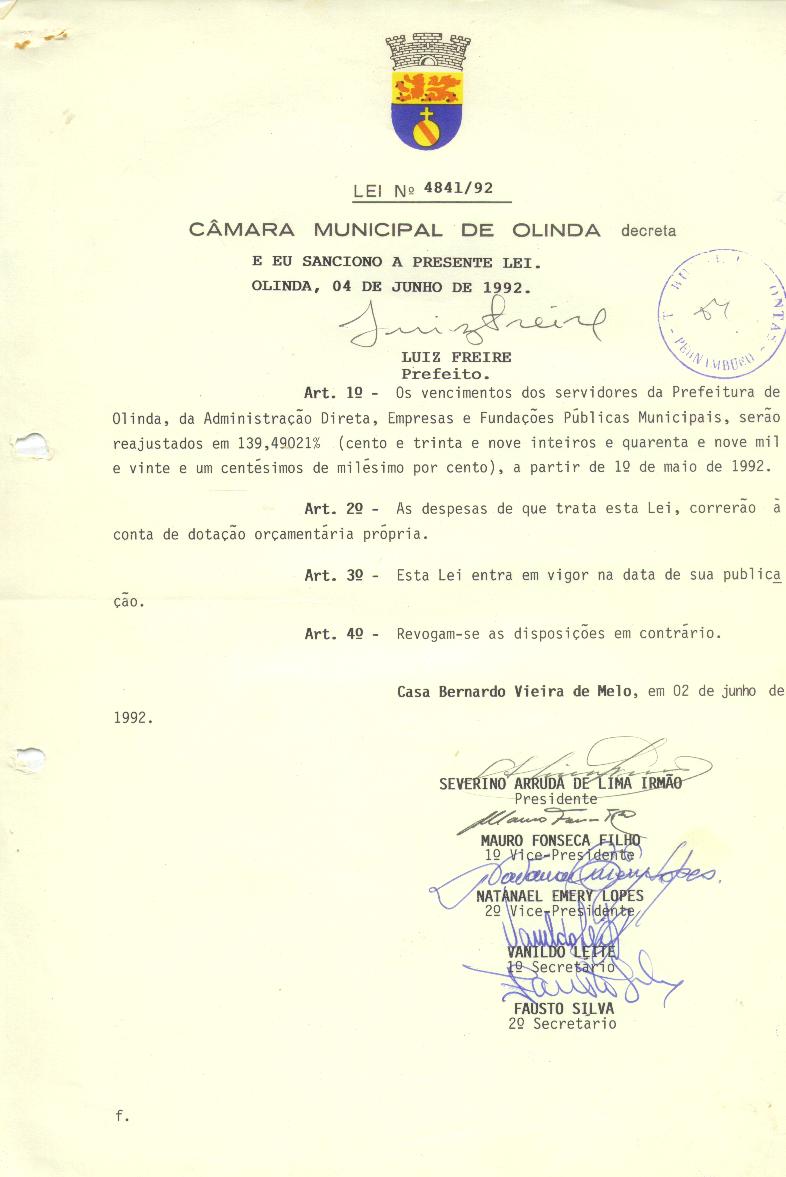 LEI Nº 4841/92
CÂMARA MUNICIPAL DE OLINDA decreta
E EU SANCIONO A PRESENTE LEI.
OLINDA, 04 DE JUNHO DE 1992.
Luiz Freire
LUIZ FREIRE
Prefeito.
Art. 1º - Os vencimentos dos servidores da Prefeitura de
Olinda, da Administração Direta, Empresas e Fundações Públicas Municipais, serão
reajustados em 139,49021% (cento e trinta e nove inteiros e quarenta e nove mil
e vinte e um centésimos de milésimo por cento), a partir de 1º de maio de 1992.
Art. 2º - As despesas de que trata esta Lei, correrão à
conta de dotação orçamentária própria.
Art. 3º - Esta Lei entra em vigor na data de sua publica
ção.
Art. 4º - Revogam-se as disposições em contrário.
Casa Bernardo Vieira de Melo, em 02 de junho de
1992.
SEVERINO ARRUDA DE LIMA IRMÃO
Presidente
MAURO FONSECA FILHO
1º Vice-Presidente
NATANAEL EMERY LOPES
2º Vice-Presidente
VANILDO LEITE
1º Secretário
FAUSTO SILVA
2º Secretário
f.
PERNAMBUCO